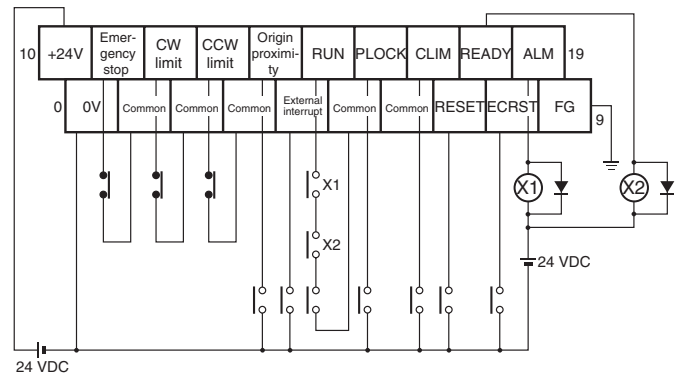 10 +24V Emer-
gency
stop CW
limit CCW
limit Origin
proximi-
ty RUN PLOCK CLIM READY ALM 19
0 0V Common Common Common External
interrupt Common Common RESET ECRST FG 9
X1
X2
X1 X2
24 VDC
24 VDC